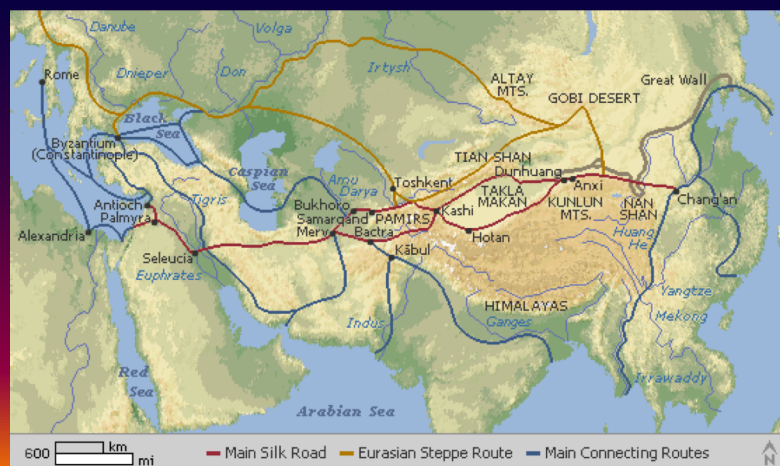 Danube
Volga
Rome
Dnieper
Don
Irtysh
ALTAY
MTS.
Great Wall
GOBI DESERT
Black
Sea
Byzantium
(Constantinople)
Caspian
Sea
TIAN SHAN
Dunhuang
Anxi
Toshkent
Amu
Darya
TAKLA
MAKAN
KUNLUN
MTS.
NAN
SHAN
Chang'an
Tigris
Antioch
Palmyra
Bukhoro
Samarqand
PAMIRS
Kashi
Merv
Bactra
Hotan
Huang
He
Alexandria
Seleucia
Kābul
Euphrates
HIMALAYAS
Yangtze
Indus
Ganges
Mekong
Red
Sea
Irrawaddy
Arabian Sea
600 km
mi
Main Silk Road
Eurasian Steppe Route
Main Connecting Routes
N